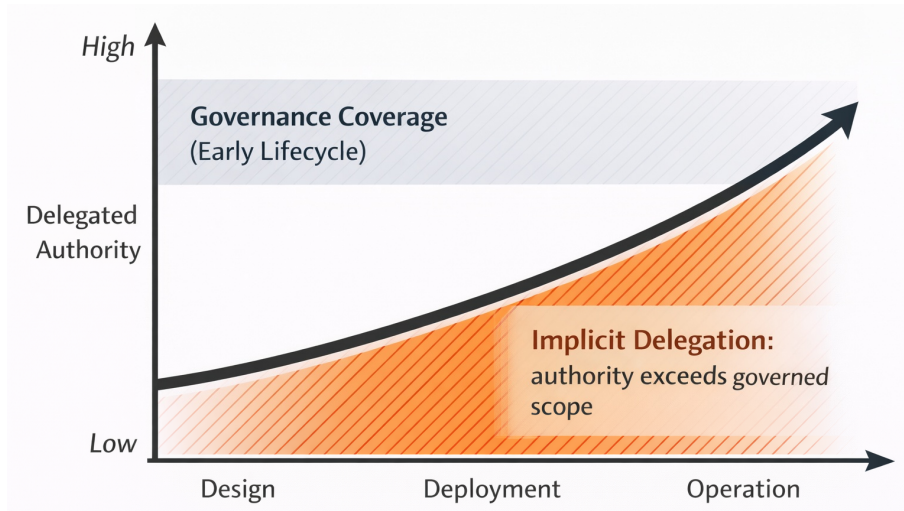 High
Governance Coverage
(Early Lifecycle)
Delegated
Authority
Implicit Delegation:
authority exceeds governed
scope
Low
Design Deployment Operation